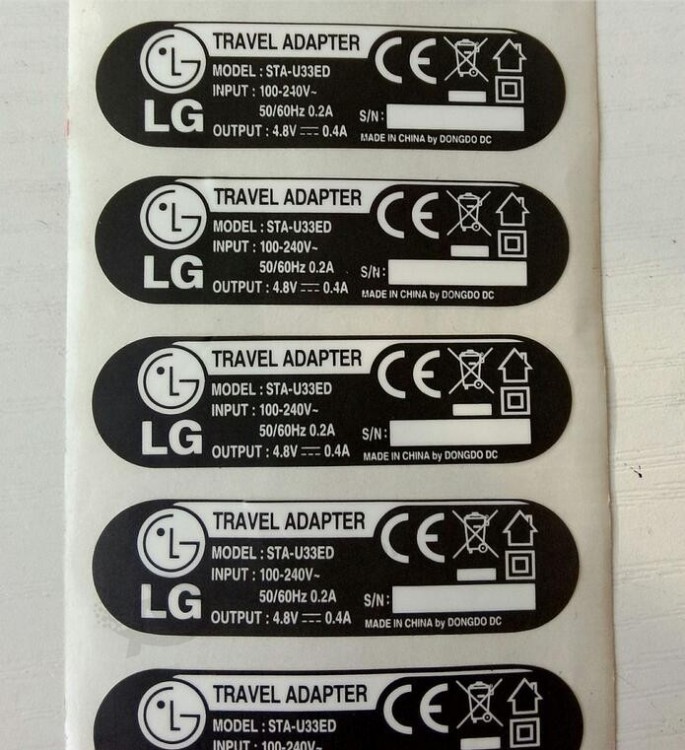 TRAVEL ADAPTER
MODEL : STA-U33ED
INPUT : 100-240V~
50/60Hz 0.2A
OUTPUT : 4.8V ⎓ 0.4A
LG
CE
S/N:
MADE IN CHINA by DONGDO DC
TRAVEL ADAPTER
MODEL : STA-U33ED
INPUT : 100-240V~
50/60Hz 0.2A
OUTPUT : 4.8V ⎓ 0.4A
LG
CE
S/N:
MADE IN CHINA by DONGDO DC
TRAVEL ADAPTER
MODEL : STA-U33ED
INPUT : 100-240V~
50/60Hz 0.2A
OUTPUT : 4.8V ⎓ 0.4A
LG
CE
S/N:
MADE IN CHINA by DONGDO DC
TRAVEL ADAPTER
MODEL : STA-U33ED
INPUT : 100-240V~
50/60Hz 0.2A
OUTPUT : 4.8V ⎓ 0.4A
LG
CE
S/N:
MADE IN CHINA by DONGDO DC
TRAVEL ADAPTER
MODEL : STA-U33ED
INPUT : 100-240V~
CE